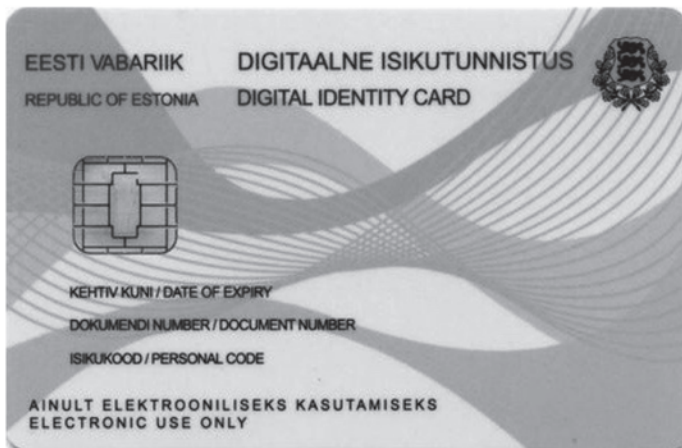 EESTI VABARIIK DIGITAALNE ISIKUTUNNISTUS
REPUBLIC OF ESTONIA DIGITAL IDENTITY CARD
KEHTIV KUNI / DATE OF EXPIRY
DOKUMENDI NUMBER / DOCUMENT NUMBER
ISIKUKOOD / PERSONAL CODE
AINULT ELEKTROONILISEKS KASUTAMISEKS
ELECTRONIC USE ONLY